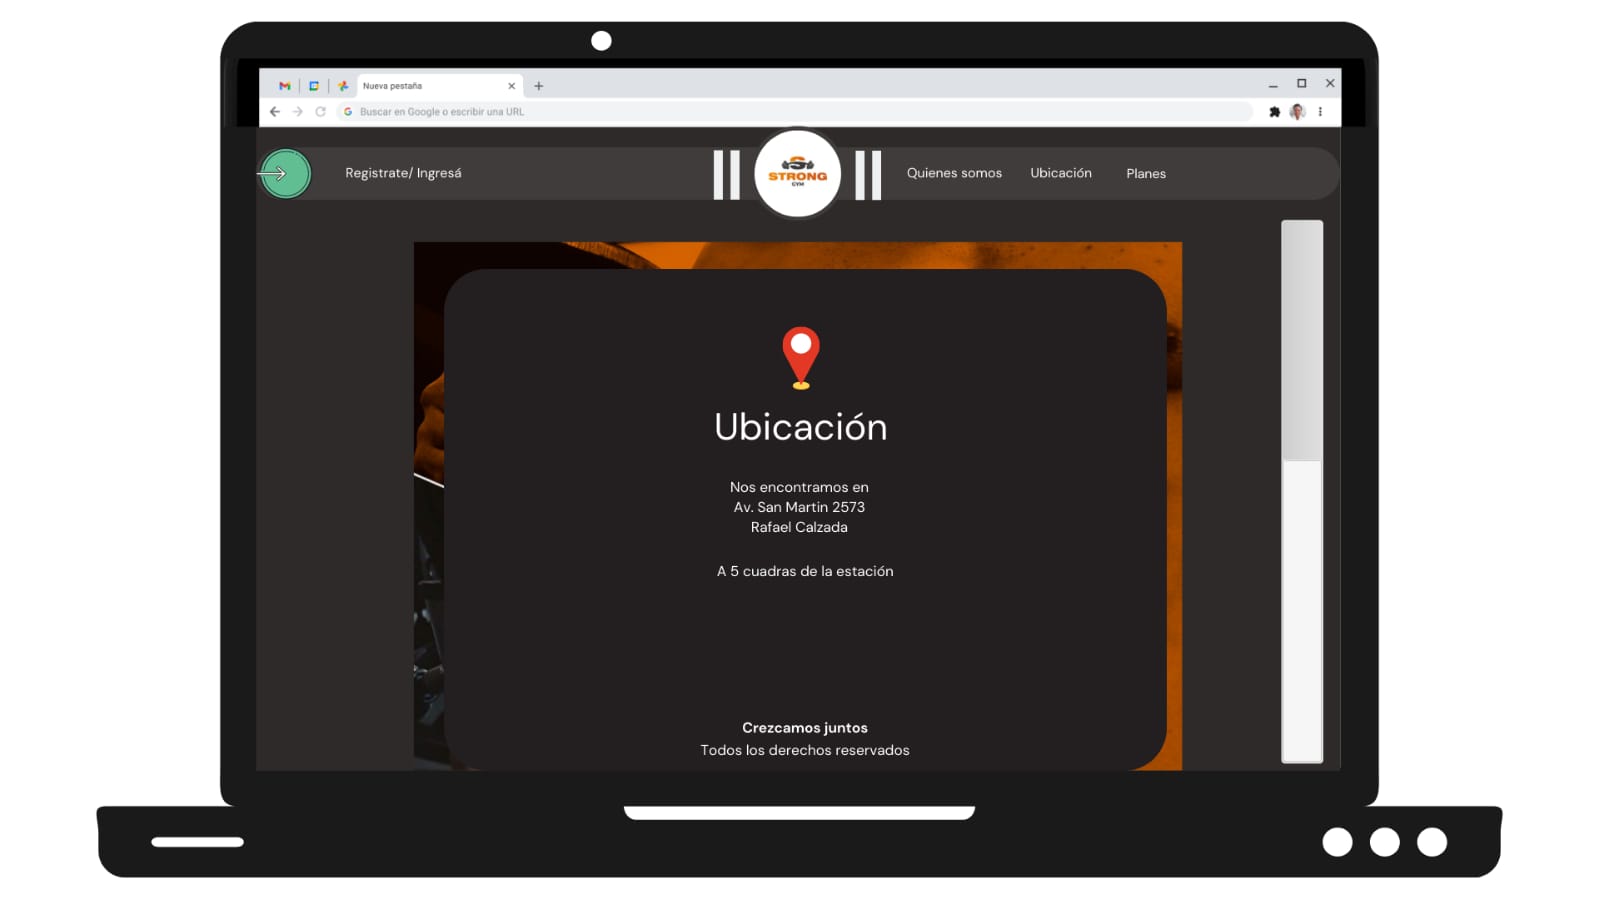 Nueva pestaña
Buscar en Google o escribir una URL
Registrate/ Ingresá
STRONG
GYM
Quienes somos
Ubicación
Planes
Ubicación
Nos encontramos en
Av. San Martin 2573
Rafael Calzada
A 5 cuadras de la estación
Crezcamos juntos
Todos los derechos reservados